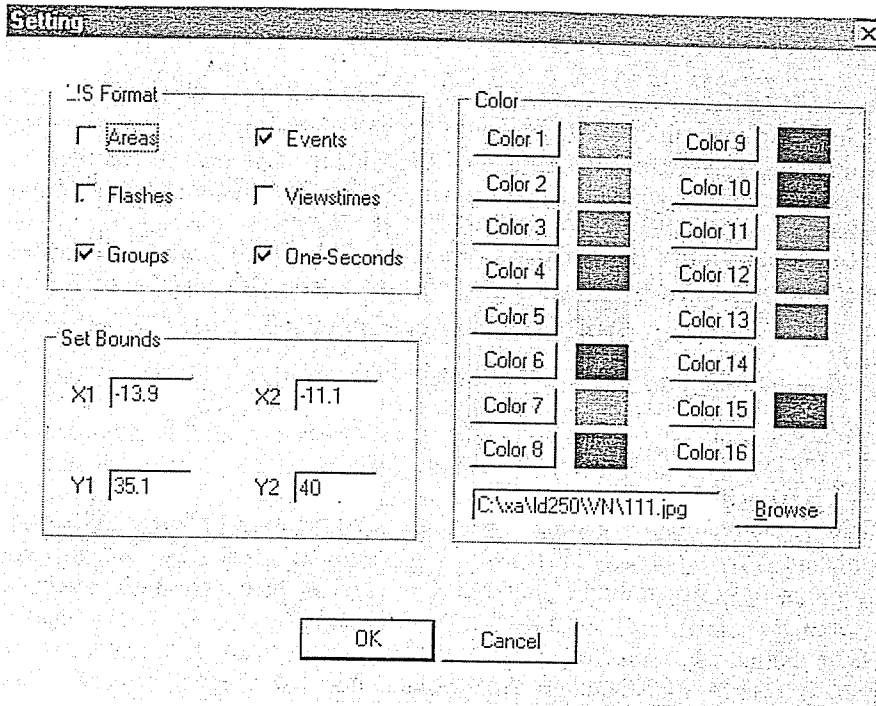 Setting
LIS Format
Areas
Events
Flashes
Viewstimes
Groups
One-Seconds
Set Bounds
X1 -13.9
X2 -11.1
Y1 35.1
Y2 40
Color
Color 1
Color 9
Color 2
Color 10
Color 3
Color 11
Color 4
Color 12
Color 5
Color 13
Color 6
Color 14
Color 7
Color 15
Color 8
Color 16
C:\xa\ld250\VN\111.jpg
Browse
OK
Cancel